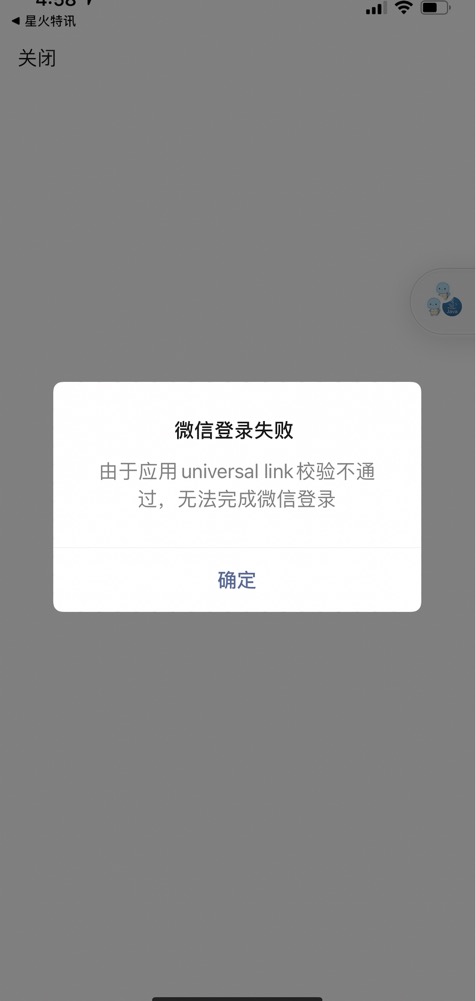 4:58
◀ 星火特讯
关闭
微信登录失败
由于应用 universal link 校验不通
过，无法完成微信登录
确定